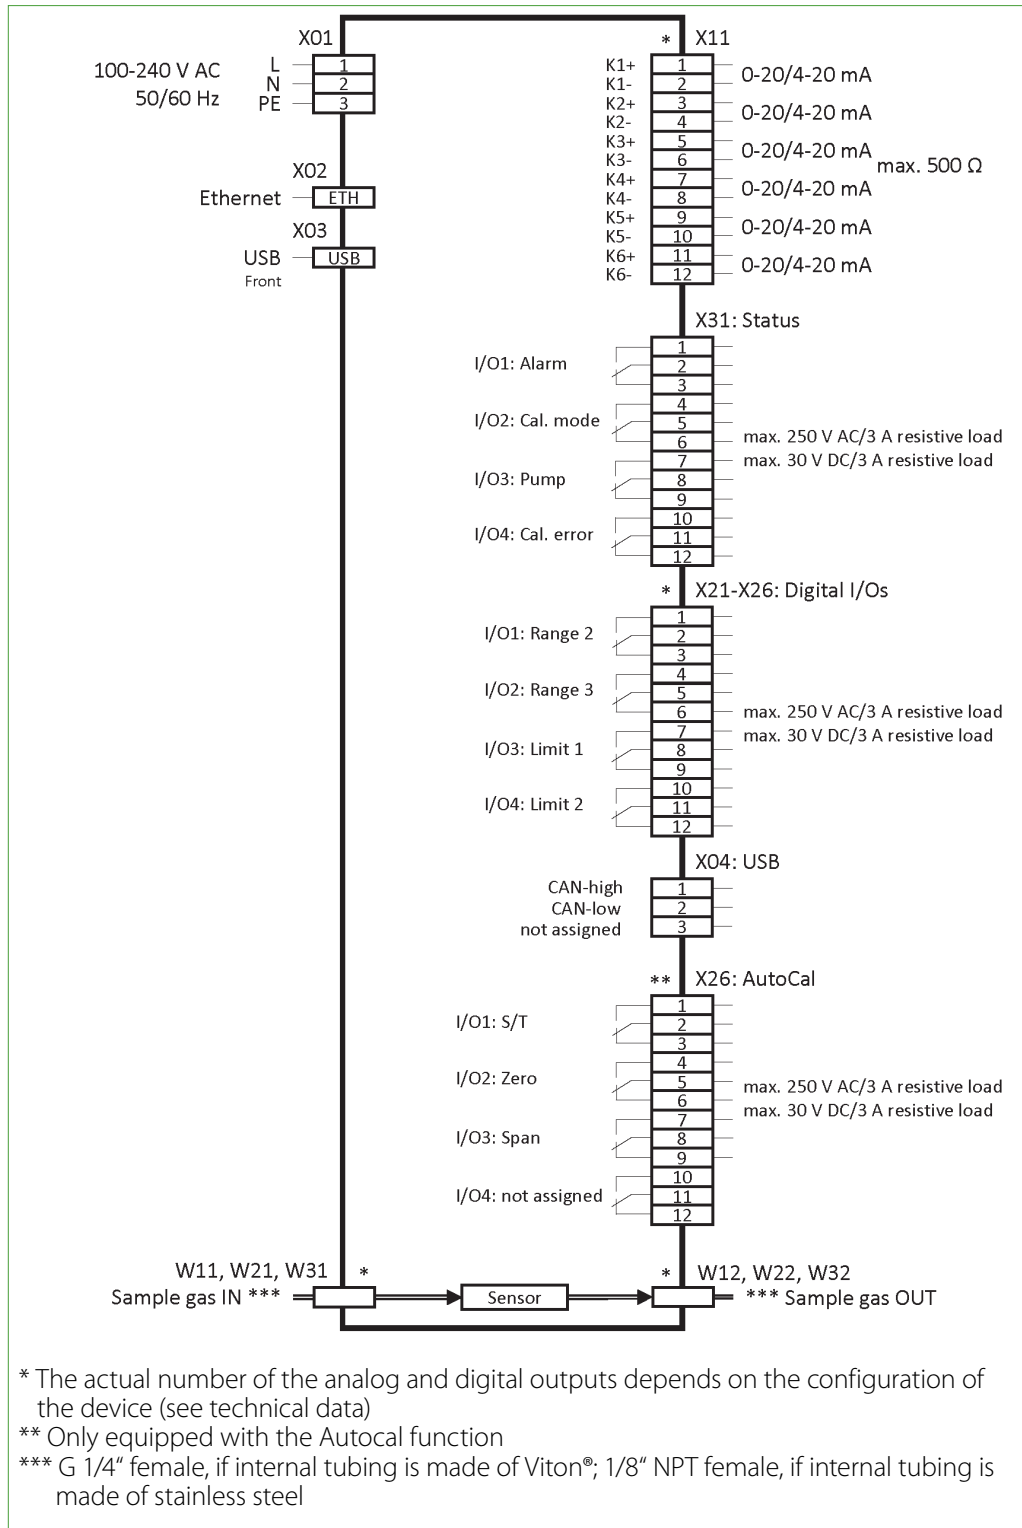 X01
100-240 V AC
50/60 Hz
L 1
N 2
PE 3
X02
Ethernet ETH
X03
USB USB
Front
* X11
K1+ 1
K1- 2
0-20/4-20 mA
K2+ 3
K2- 4
0-20/4-20 mA
K3+ 5
K3- 6
0-20/4-20 mA
max. 500 Ω
K4+ 7
K4- 8
0-20/4-20 mA
K5+ 9
K5- 10
0-20/4-20 mA
K6+ 11
K6- 12
0-20/4-20 mA
X31: Status
1
I/O1: Alarm 2
3
4
I/O2: Cal. mode 5
6
7
I/O3: Pump 8
9
10
I/O4: Cal. error 11
12
max. 250 V AC/3 A resistive load
max. 30 V DC/3 A resistive load
* X21-X26: Digital I/Os
1
I/O1: Range 2 2
3
4
I/O2: Range 3 5
6
7
I/O3: Limit 1 8
9
10
I/O4: Limit 2 11
12
max. 250 V AC/3 A resistive load
max. 30 V DC/3 A resistive load
X04: USB
CAN-high 1
CAN-low 2
not assigned 3
** X26: AutoCal
1
I/O1: S/T 2
3
4
I/O2: Zero 5
6
7
I/O3: Span 8
9
10
I/O4: not assigned 11
12
max. 250 V AC/3 A resistive load
max. 30 V DC/3 A resistive load
W11, W21, W31 *
Sample gas IN ***
Sensor
* W12, W22, W32
*** Sample gas OUT
* The actual number of the analog and digital outputs depends on the configuration of
the device (see technical data)
** Only equipped with the Autocal function
*** G 1/4“ female, if internal tubing is made of Viton®; 1/8“ NPT female, if internal tubing is
made of stainless steel